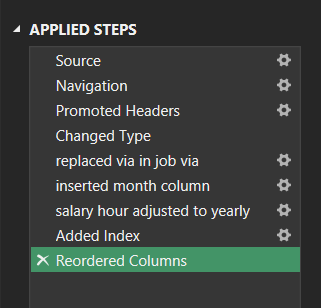 APPLIED STEPS
Source
Navigation
Promoted Headers
Changed Type
replaced via in job via
inserted month column
salary hour adjusted to yearly
Added Index
Reordered Columns